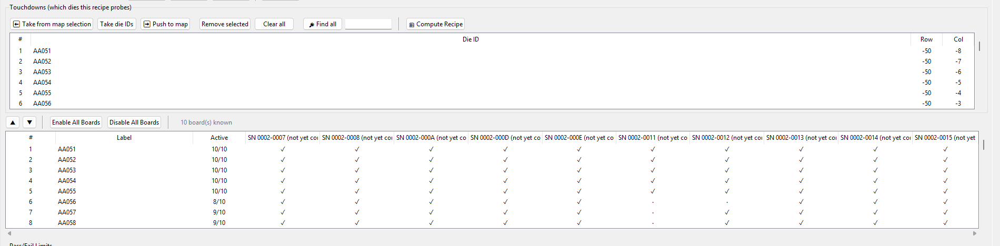 Touchdowns (which dies this recipe probes)
Take from map selection Take die IDs Push to map Remove selected Clear all Find all Compute Recipe
# Die ID Row Col
1 AA051 -50 -8
2 AA052 -50 -7
3 AA053 -50 -6
4 AA054 -50 -5
5 AA055 -50 -4
6 AA056 -50 -3
▲ ▼ Enable All Boards Disable All Boards 10 board(s) known
# Label Active SN 0002-0007 (not yet coı SN 0002-0008 (not yet coı SN 0002-000A (not yet co SN 0002-000D (not yet co SN 0002-000E (not yet co SN 0002-0011 (not yet co SN 0002-0012 (not yet coı SN 0002-0013 (not yet coı SN 0002-0014 (not yet coı SN 0002-0015 (not yet
1 AA051 10/10 ✓ ✓ ✓ ✓ ✓ ✓ ✓ ✓ ✓ ✓
2 AA052 10/10 ✓ ✓ ✓ ✓ ✓ ✓ ✓ ✓ ✓ ✓
3 AA053 10/10 ✓ ✓ ✓ ✓ ✓ ✓ ✓ ✓ ✓ ✓
4 AA054 10/10 ✓ ✓ ✓ ✓ ✓ ✓ ✓ ✓ ✓ ✓
5 AA055 10/10 ✓ ✓ ✓ ✓ ✓ ✓ ✓ ✓ ✓ ✓
6 AA056 8/10 ✓ ✓ ✓ ✓ ✓ · · ✓ ✓ ✓
7 AA057 9/10 ✓ ✓ ✓ ✓ ✓ · ✓ ✓ ✓ ✓
8 AA058 9/10 ✓ ✓ ✓ ✓ ✓ · ✓ ✓ ✓ ✓
Pass/Fail Limits